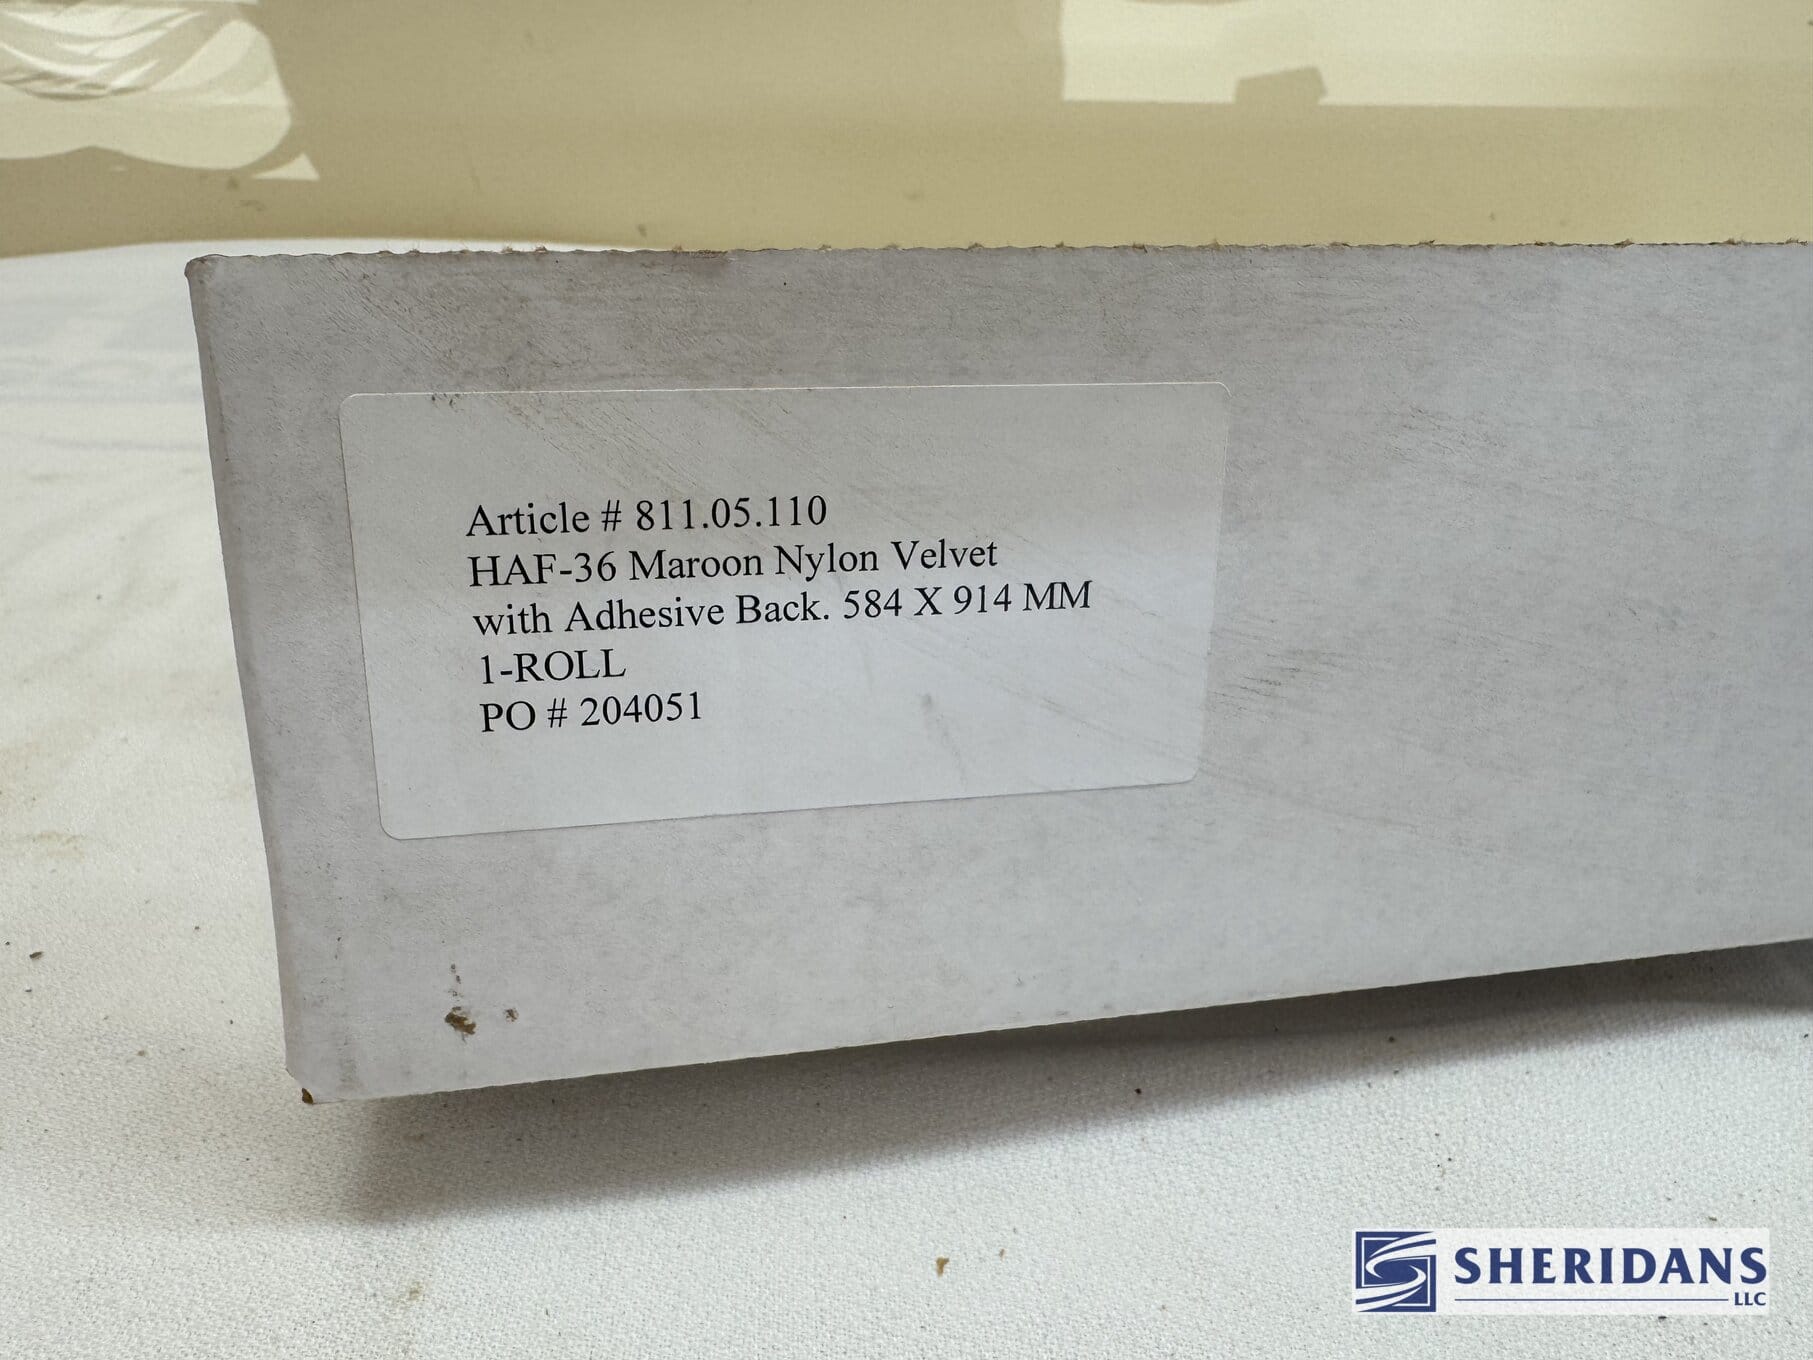 Article # 811.05.110
HAF-36 Maroon Nylon Velvet
with Adhesive Back. 584 X 914 MM
1-ROLL
PO # 204051
SHERIDANS
LLC